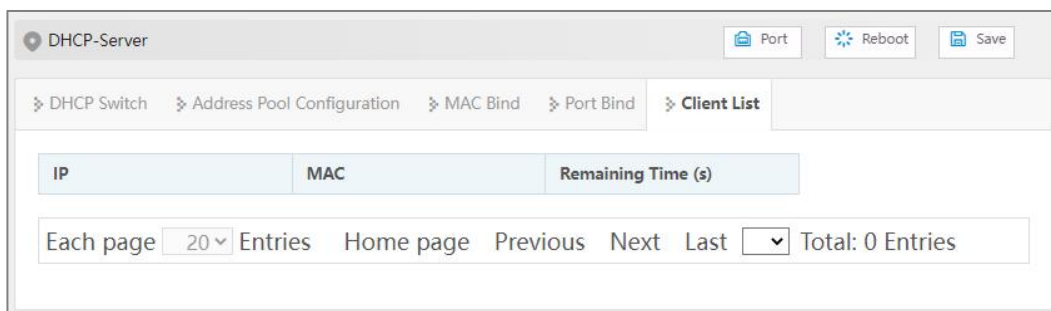 DHCP-Server Port Reboot Save
DHCP Switch Address Pool Configuration MAC Bind Port Bind Client List
IP MAC Remaining Time (s)
Each page 20 Entries Home page Previous Next Last Total: 0 Entries